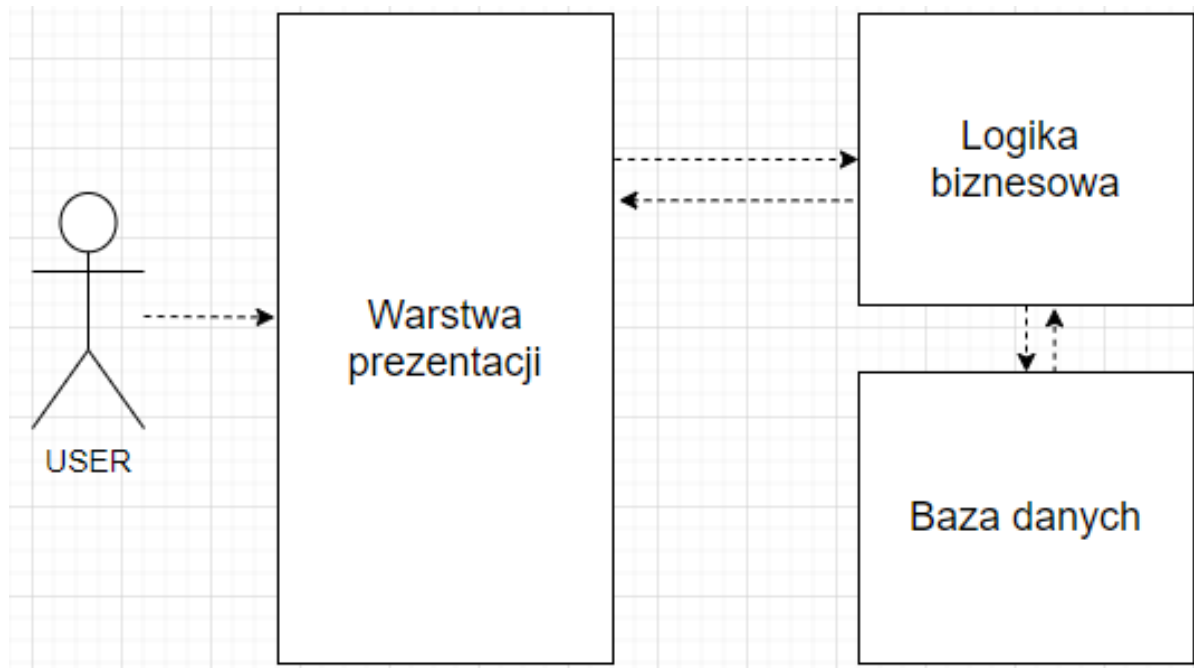 USER
Warstwa
prezentacji
Logika
biznesowa
Baza danych